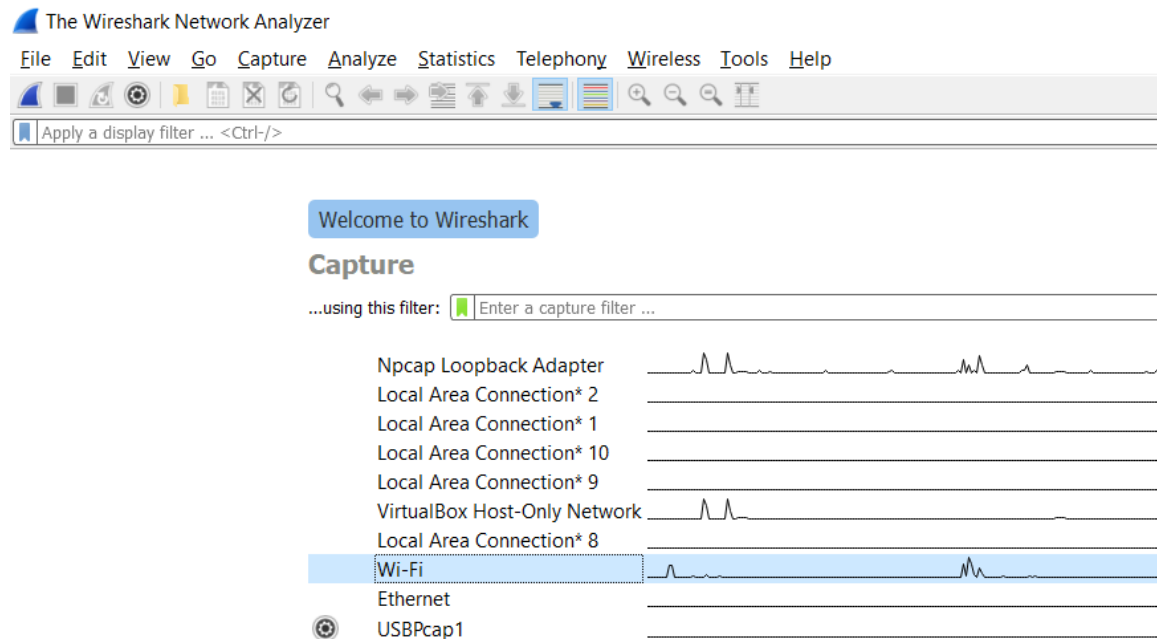 The Wireshark Network Analyzer
File Edit View Go Capture Analyze Statistics Telephony Wireless Tools Help
Apply a display filter ... <Ctrl-/>
Welcome to Wireshark
Capture
...using this filter: Enter a capture filter ...
Npcap Loopback Adapter
Local Area Connection* 2
Local Area Connection* 1
Local Area Connection* 10
Local Area Connection* 9
VirtualBox Host-Only Network
Local Area Connection* 8
Wi-Fi
Ethernet
USBPcap1